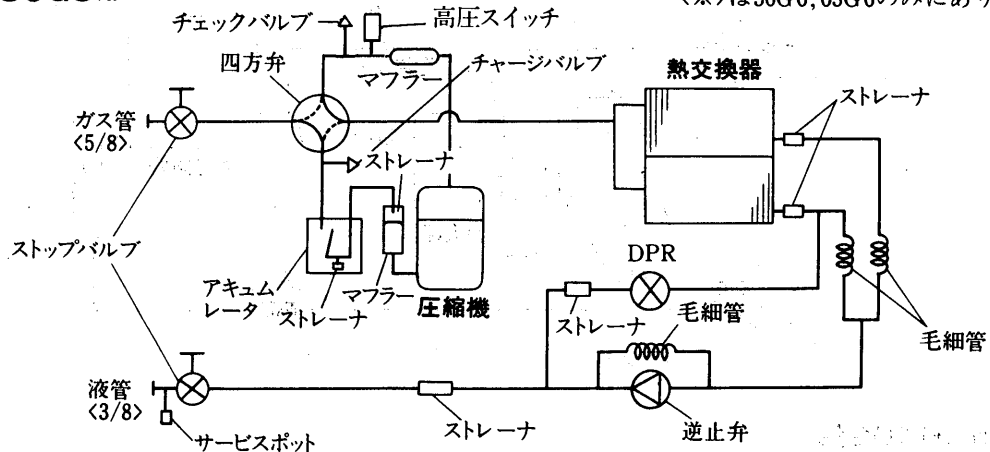 高圧スイッチ
チェックバルブ
四方弁
マフラー
チャージバルブ
熱交換器
ストレーナ
ガス管
<5/8>
ストレーナ
ストップバルブ
DPR
アキュム
レータ
ストレーナ
マフラー
圧縮機
ストレーナ
毛細管
毛細管
液管
<3/8>
サービスポット
ストレーナ
逆止弁